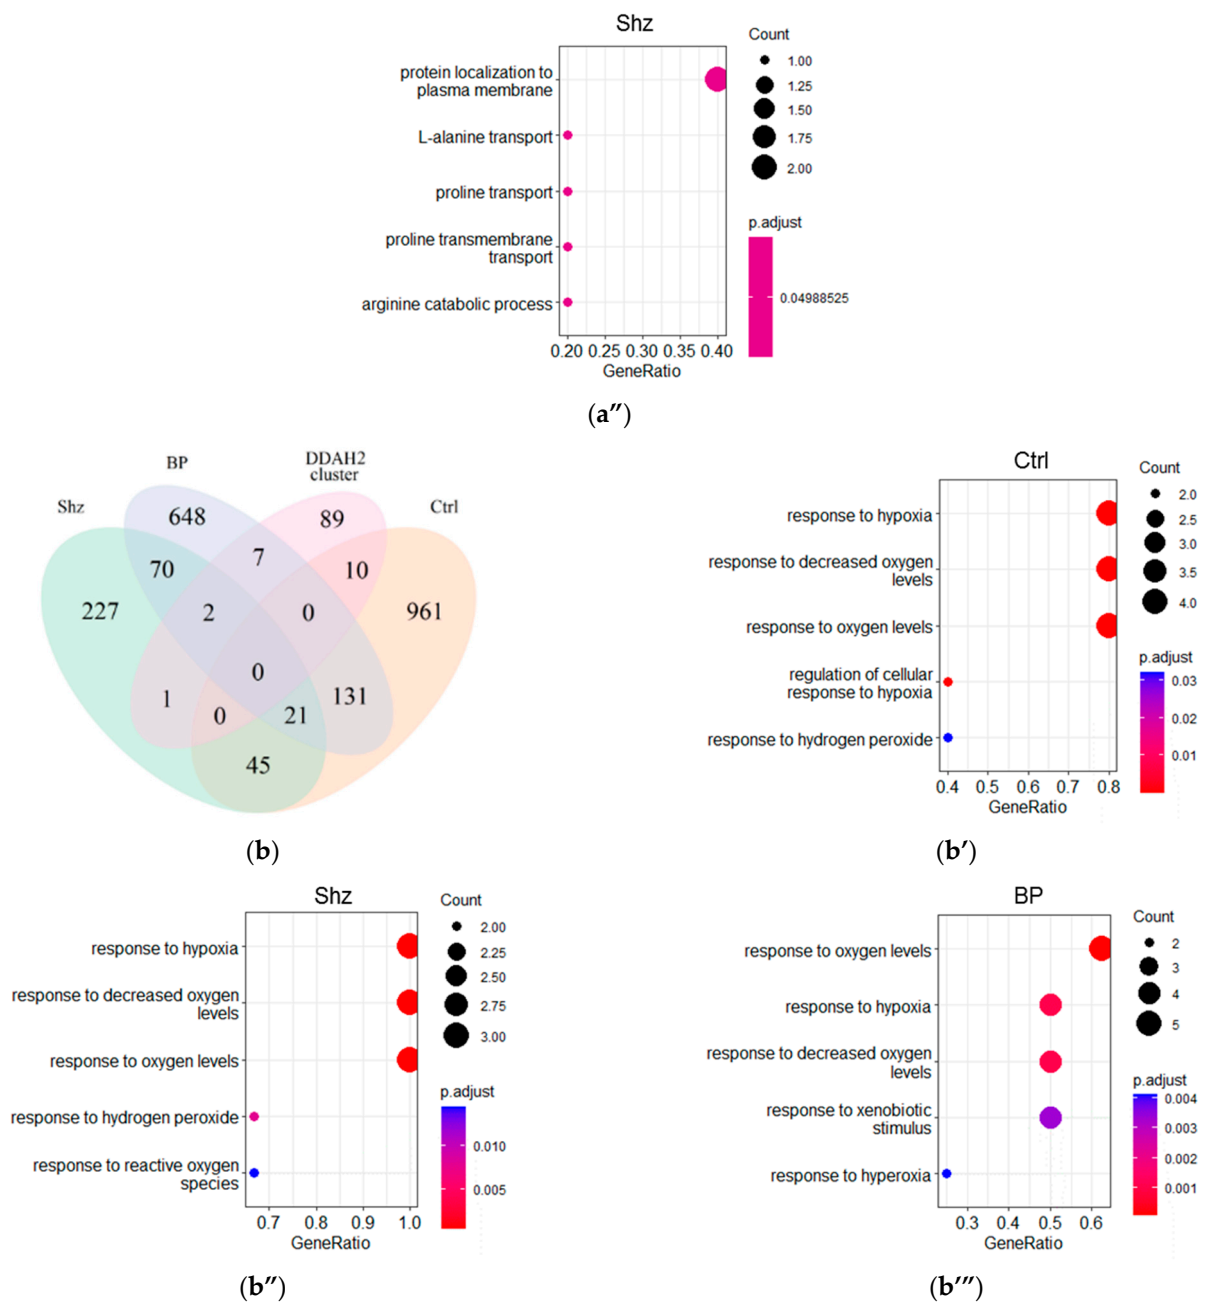 Shz
Count
protein localization to
plasma membrane
1.00
1.25
L-alanine transport
1.50
1.75
2.00
proline transport
p.adjust
proline transmembrane
transport
0.04988525
arginine catabolic process
0.20 0.25 0.30 0.35 0.40
GeneRatio
(a″)
BP
DDAH2
cluster
Shz
Ctrl
648
89
70
7
10
227
2
0
961
0
1
0
21
131
45
(b)
Ctrl
Count
response to hypoxia
2.0
2.5
response to decreased oxygen
levels
3.0
3.5
4.0
response to oxygen levels
p.adjust
regulation of cellular
response to hypoxia
0.03
0.02
response to hydrogen peroxide
0.01
0.4 0.5 0.6 0.7 0.8
GeneRatio
(b′)
Shz
Count
response to hypoxia
2.00
2.25
response to decreased oxygen
levels
2.50
2.75
3.00
response to oxygen levels
p.adjust
response to hydrogen peroxide
0.010
response to reactive oxygen
species
0.005
0.7 0.8 0.9 1.0
GeneRatio
(b″)
BP
Count
response to oxygen levels
2
3
response to hypoxia
4
5
response to decreased oxygen
levels
p.adjust
response to xenobiotic
stimulus
0.004
0.003
0.002
response to hyperoxia
0.001
0.3 0.4 0.5 0.6
GeneRatio
(b‴)